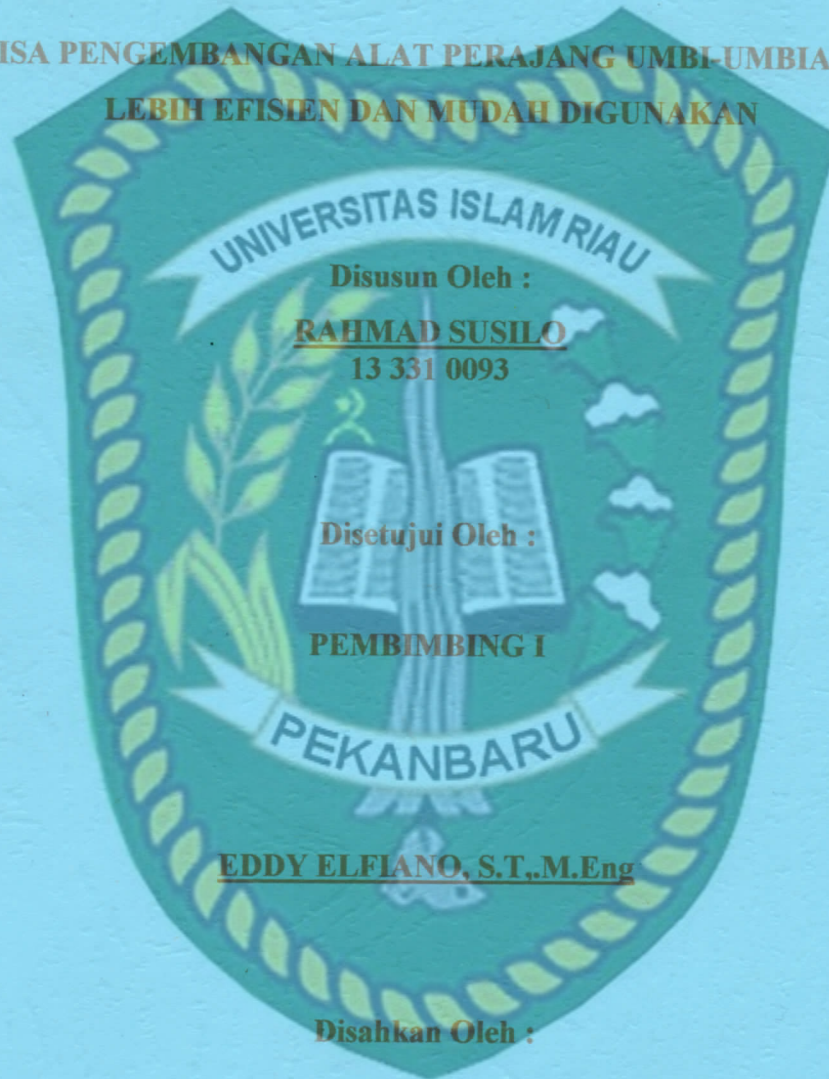 ISA PENGEMBANGAN ALAT PERAJANG UMBI-UMBIA
LEBIH EFISIEN DAN MUDAH DIGUNAKAN
UNIVERSITAS ISLAM RIAU
Disusun Oleh :
RAHMAD SUSILO
13 331 0093
Disetujui Oleh :
PEMBIMBING I
PEKANBARU
EDDY ELFIANO, S.T,.M.Eng
Disahkan Oleh :